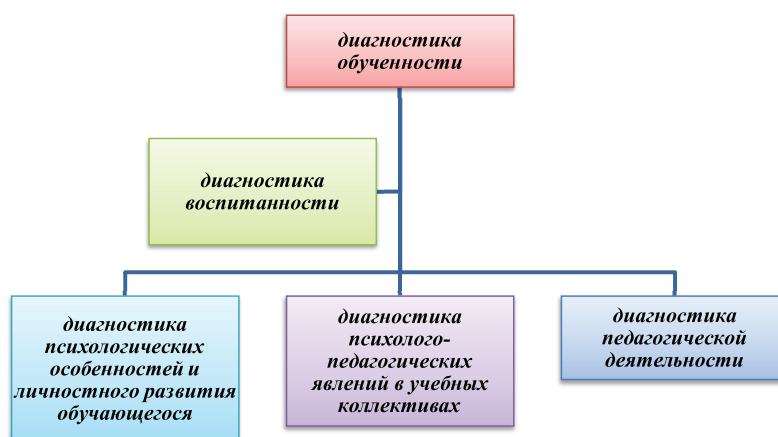 диагностика
обученности
диагностика
воспитанности
диагностика
психологических
особенностей и
личностного развития
обучающегося
диагностика
психолого-
педагогических
явлений в учебных
коллективах
диагностика
педагогической
деятельности